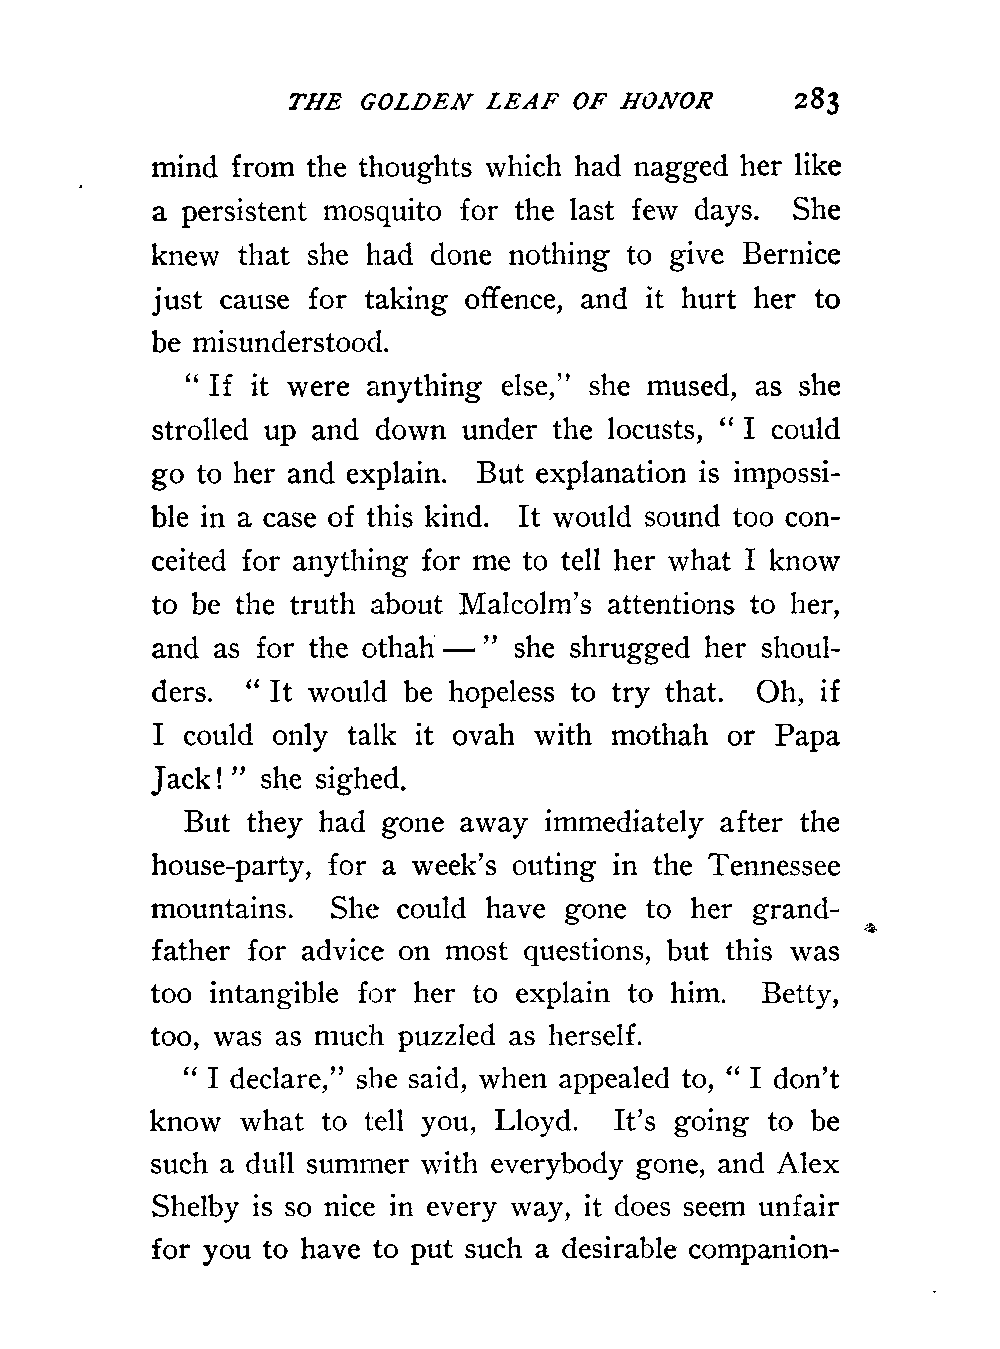 THE GOLDEN LEAF OF HONOR 283
mind from the thoughts which had nagged her like
a persistent mosquito for the last few days. She
knew that she had done nothing to give Bernice
just cause for taking offence, and it hurt her to
be misunderstood.
" If it were anything else," she mused, as she
strolled up and down under the locusts, " I could
go to her and explain. But explanation is impossi-
ble in a case of this kind. It would sound too con-
ceited for anything for me to tell her what I know
to be the truth about Malcolm's attentions to her,
and as for the othah — " she shrugged her shoul-
ders. " It would be hopeless to try that. Oh, if
I could only talk it ovah with mothah or Papa
Jack! " she sighed.
But they had gone away immediately after the
house-party, for a week's outing in the Tennessee
mountains. She could have gone to her grand-
father for advice on most questions, but this was
too intangible for her to explain to him. Betty,
too, was as much puzzled as herself.
" I declare," she said, when appealed to, " I don't
know what to tell you, Lloyd. It's going to be
such a dull summer with everybody gone, and Alex
Shelby is so nice in every way, it does seem unfair
for you to have to put such a desirable companion-